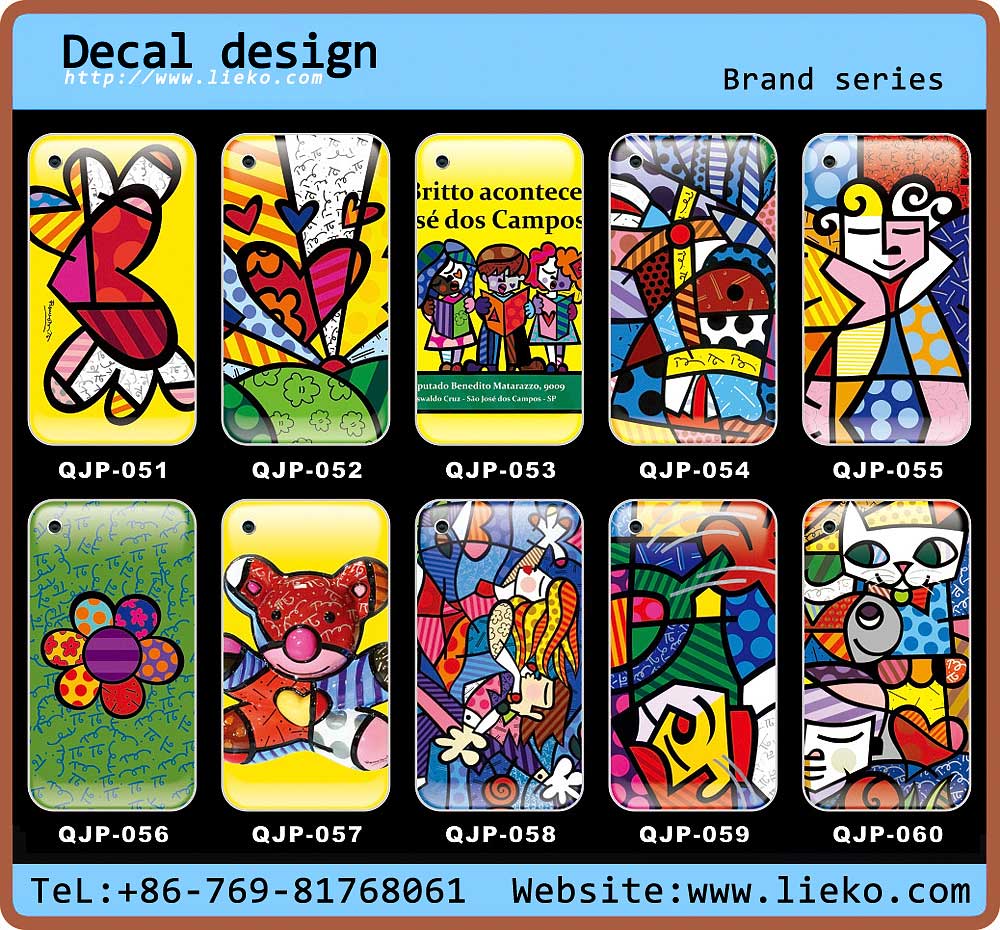 Decal design
http://www.lieko.com
Brand series
Britto acontece
sé dos Campos
putado Benedito Matarazzo, 9009
swaldo Cruz - São José dos Campos - SP
QJP-051
QJP-052
QJP-053
QJP-054
QJP-055
QJP-056
QJP-057
QJP-058
QJP-059
QJP-060
TeL:+86-769-81768061
Website:www.lieko.com